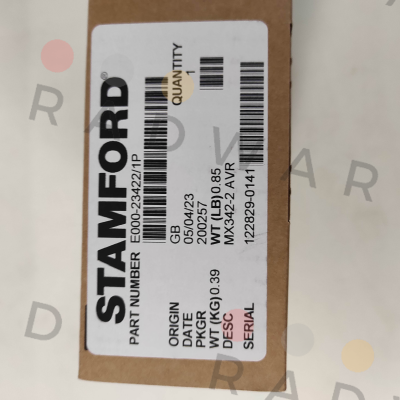 STAMFORD®
PART NUMBER E000-23422/1P
QUANTITY
1
ORIGIN GB
DATE 05/04/23
PKGR 200257
WT (KG) 0.39 WT (LB) 0.85
DESC MX342-2 AVR
SERIAL 122829-0141
RADWAR